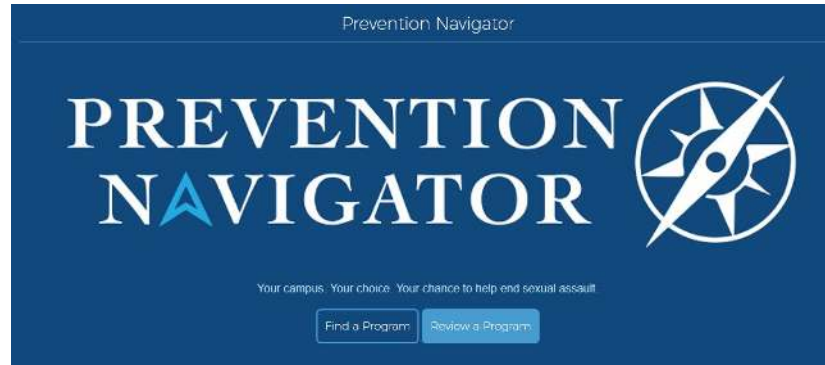 Prevention Navigator
PREVENTION
NAVIGATOR
Your campus. Your choice. Your chance to help end sexual assault.
Find a Program
Review a Program